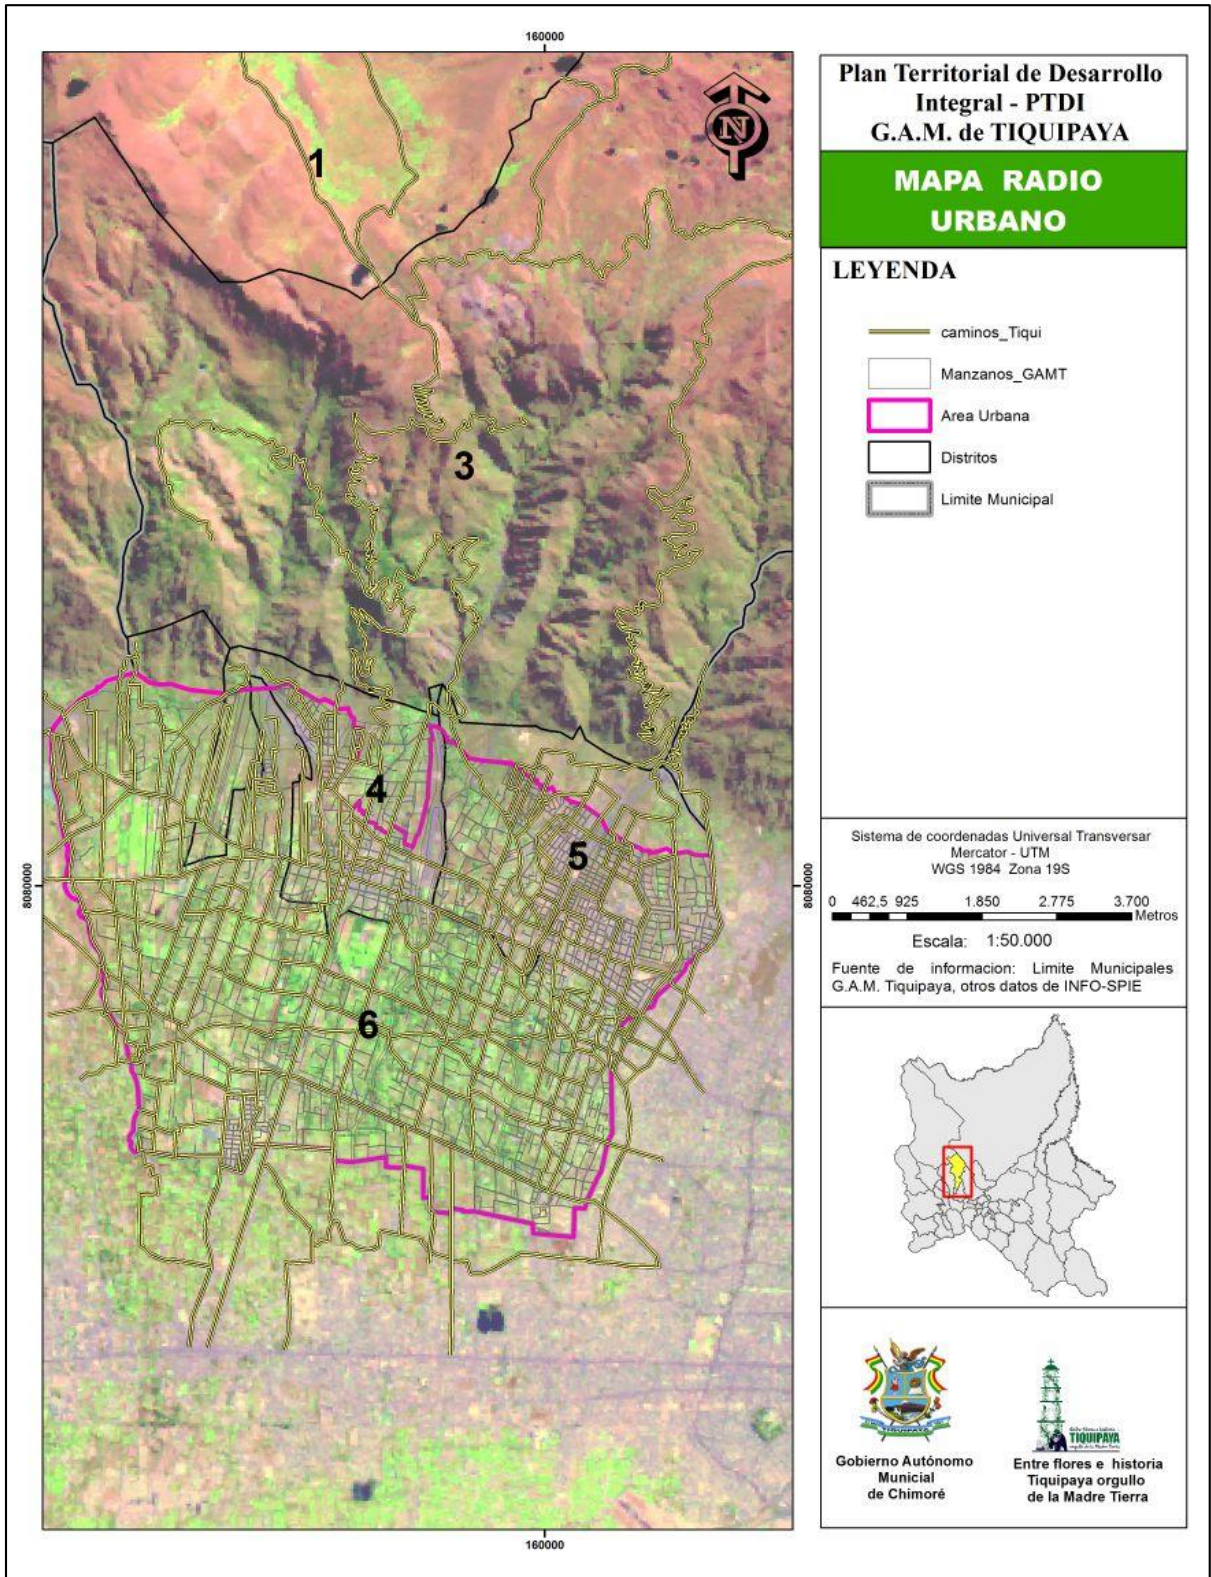 160000
N
1
3
4
5
6
8080000
8080000
160000
Plan Territorial de Desarrollo
Integral - PTDI
G.A.M. de TIQUIPAYA
MAPA RADIO
URBANO
LEYENDA
caminos_Tiqui
Manzanos_GAMT
Area Urbana
Distritos
Limite Municipal
Sistema de coordenadas Universal Transversar
Mercator - UTM
WGS 1984 Zona 19S
0 462,5 925 1.850 2.775 3.700
Metros
Escala: 1:50.000
Fuente de informacion: Limite Municipales
G.A.M. Tiquipaya, otros datos de INFO-SPIE
TIQUIPAYA
Gobierno Autónomo
Municial
de Chimoré
TIQUIPAYA
Entre flores e historia
Tiquipaya orgullo
de la Madre Tierra